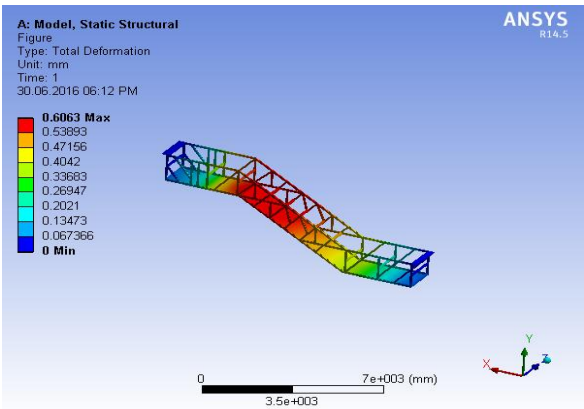 A: Model, Static Structural
Figure
Type: Total Deformation
Unit: mm
Time: 1
30.06.2016 06:12 PM
ANSYS
R14.5
0.6063 Max
0.53893
0.47156
0.4042
0.33683
0.26947
0.2021
0.13473
0.067366
0 Min
Y
X
Z
0
7e+003 (mm)
3.5e+003